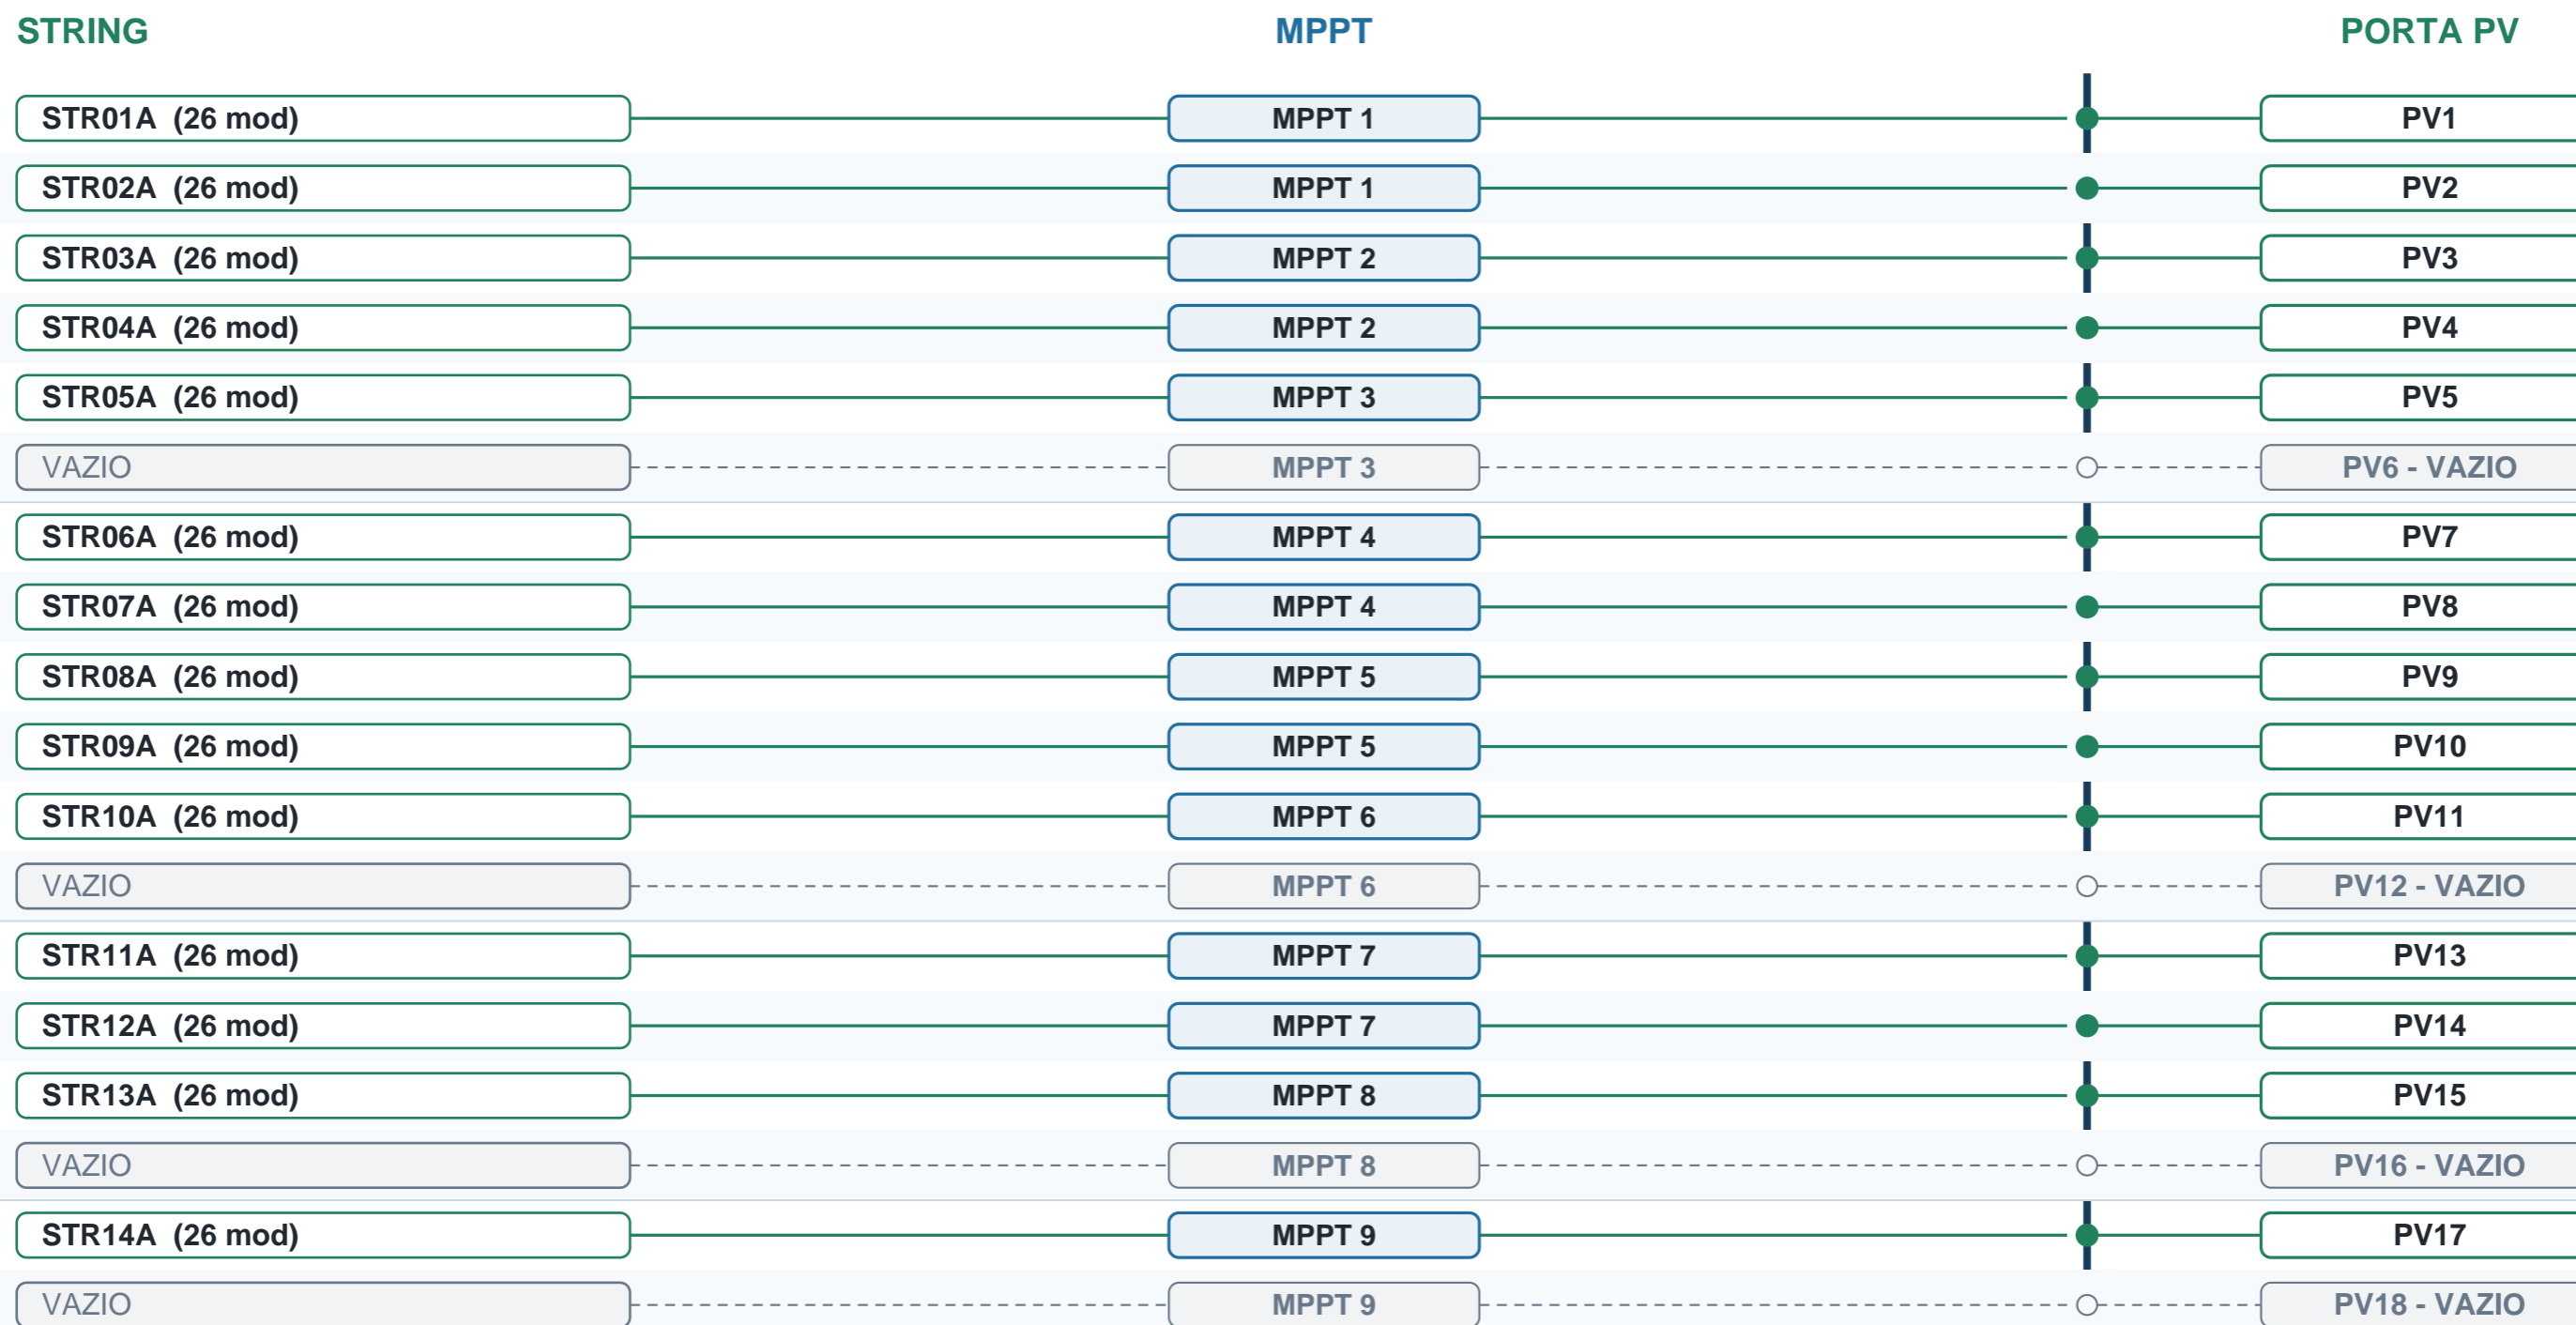 STRING MPPT PORTA PV
STR01A (26 mod) MPPT 1 PV1
STR02A (26 mod) MPPT 1 PV2
STR03A (26 mod) MPPT 2 PV3
STR04A (26 mod) MPPT 2 PV4
STR05A (26 mod) MPPT 3 PV5
VAZIO MPPT 3 PV6 - VAZIO
STR06A (26 mod) MPPT 4 PV7
STR07A (26 mod) MPPT 4 PV8
STR08A (26 mod) MPPT 5 PV9
STR09A (26 mod) MPPT 5 PV10
STR10A (26 mod) MPPT 6 PV11
VAZIO MPPT 6 PV12 - VAZIO
STR11A (26 mod) MPPT 7 PV13
STR12A (26 mod) MPPT 7 PV14
STR13A (26 mod) MPPT 8 PV15
VAZIO MPPT 8 PV16 - VAZIO
STR14A (26 mod) MPPT 9 PV17
VAZIO MPPT 9 PV18 - VAZIO